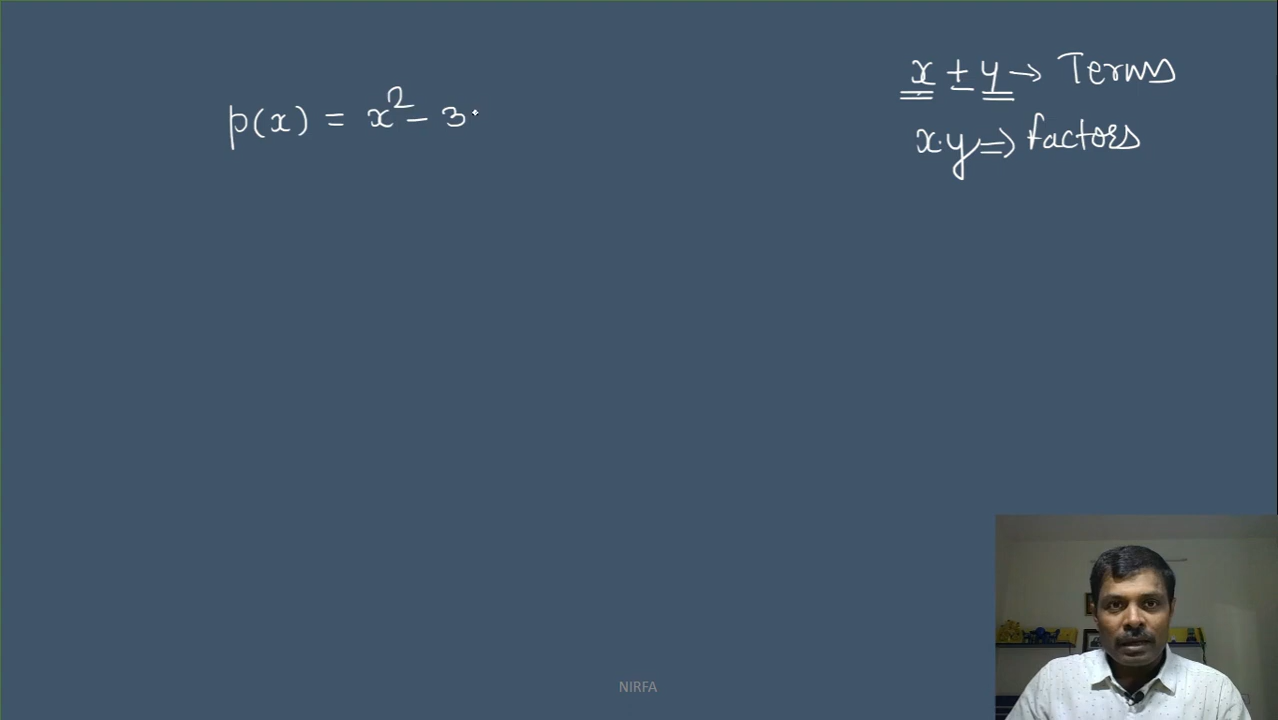 p(x) = x² - 3
x ± y → Terms
x.y ⇒ factors
NIRFA